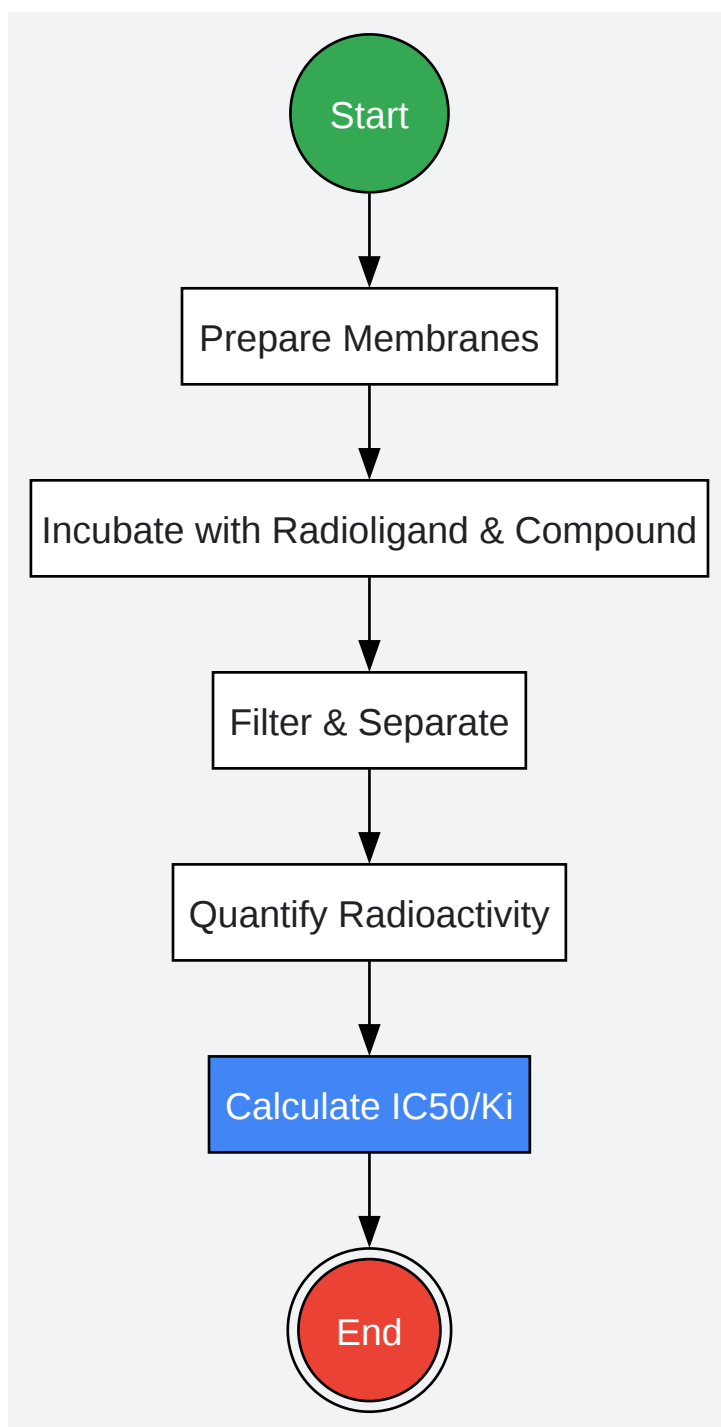 Start
Prepare Membranes
Incubate with Radioligand & Compound
Filter & Separate
Quantify Radioactivity
Calculate IC50/Ki
End